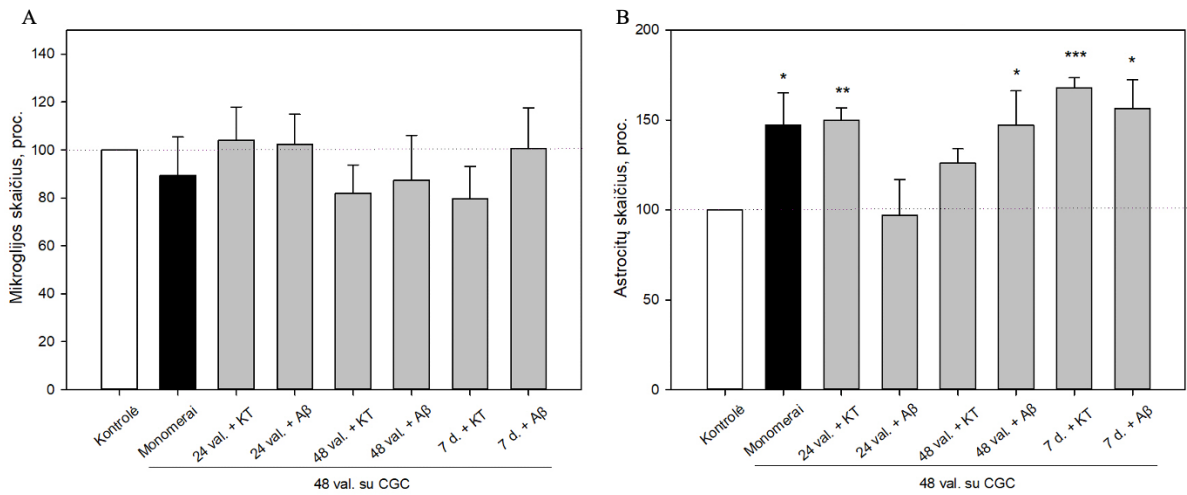 A
Mikroglijos skaičius, proc.
140
120
100
80
60
40
20
0
Kontrolė
Monomerai
24 val. + KT
24 val. + Aβ
48 val. + KT
48 val. + Aβ
7 d. + KT
7 d. + Aβ
48 val. su CGC
B
Astrocitų skaičius, proc.
200
150
100
50
0
*
**
*
***
*
Kontrolė
Monomerai
24 val. + KT
24 val. + Aβ
48 val. + KT
48 val. + Aβ
7 d. + KT
7 d. + Aβ
48 val. su CGC